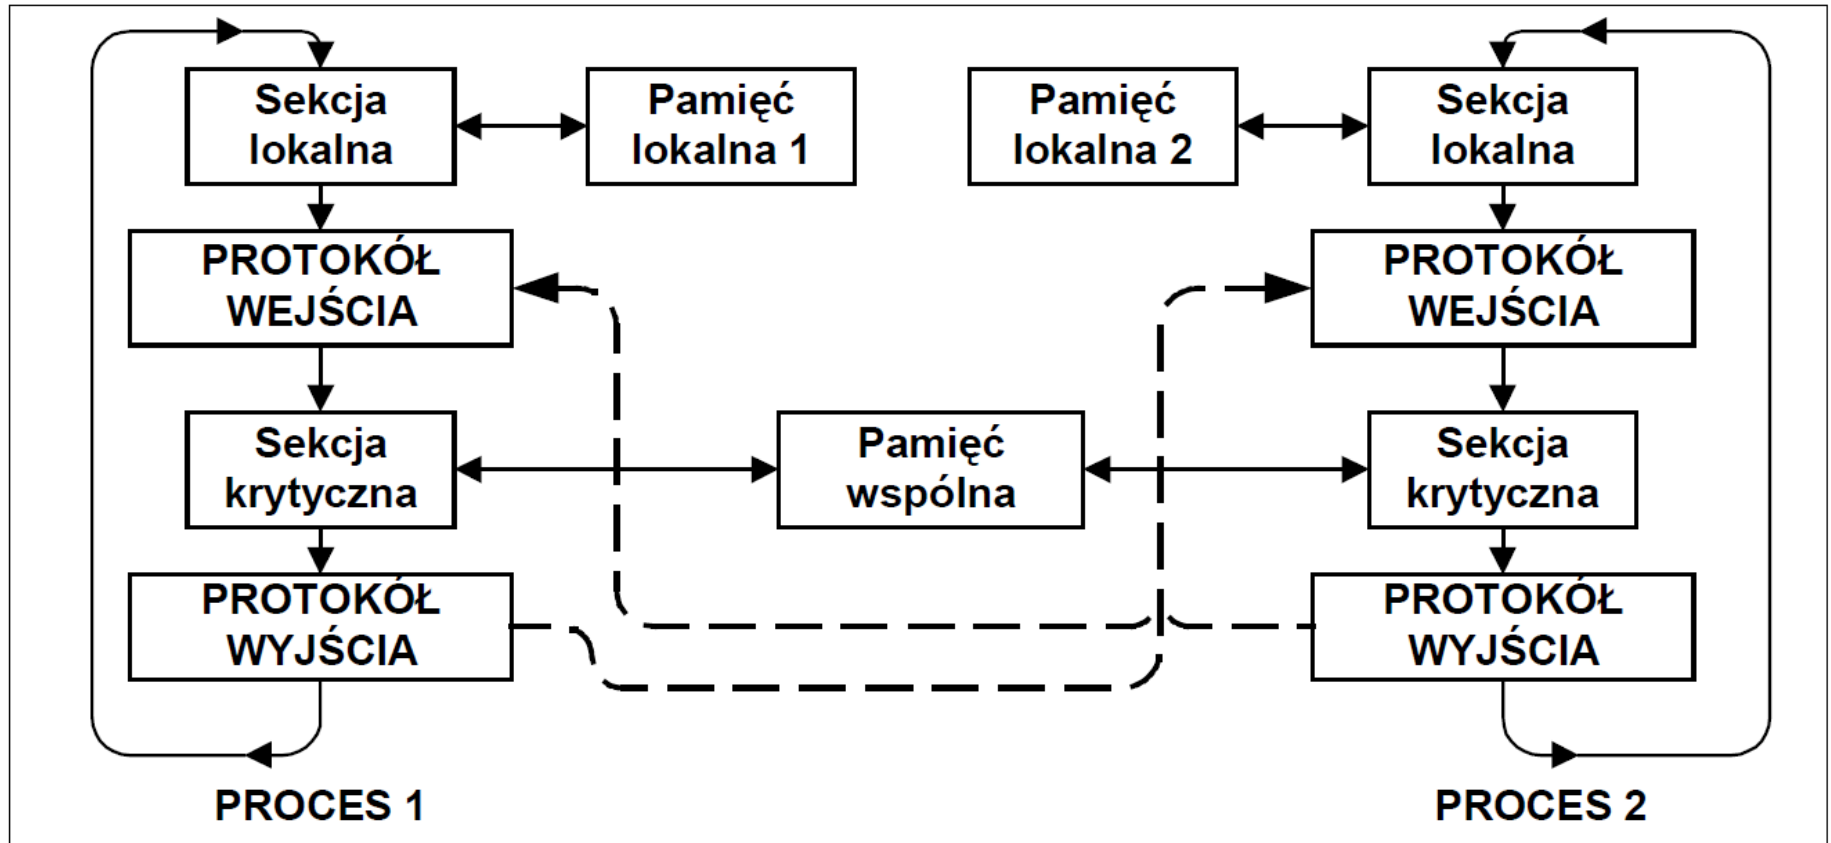 Sekcja
lokalna
Pamięć
lokalna 1
Pamięć
lokalna 2
Sekcja
lokalna
PROTOKÓŁ
WEJŚCIA
PROTOKÓŁ
WEJŚCIA
Sekcja
krytyczna
Pamięć
wspólna
Sekcja
krytyczna
PROTOKÓŁ
WYJŚCIA
PROTOKÓŁ
WYJŚCIA
PROCES 1
PROCES 2